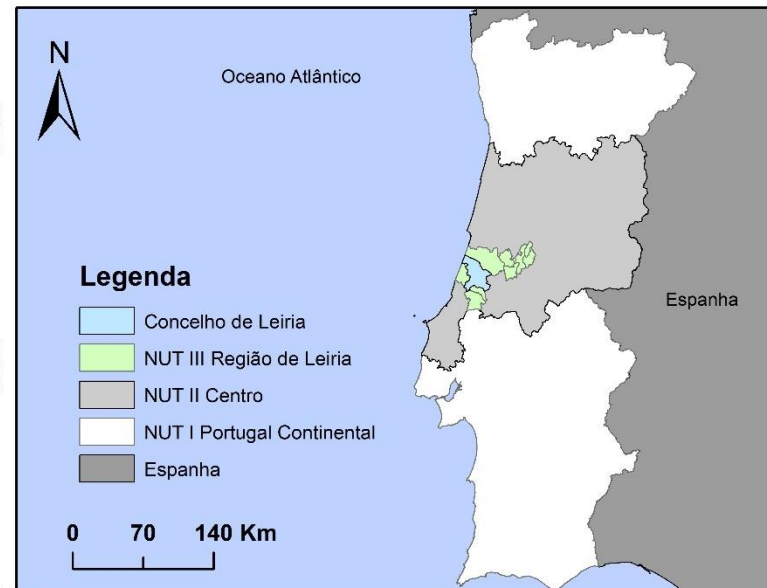 N
Oceano Atlântico
Espanha
Legenda
Concelho de Leiria
NUT III Região de Leiria
NUT II Centro
NUT I Portugal Continental
Espanha
0 70 140 Km